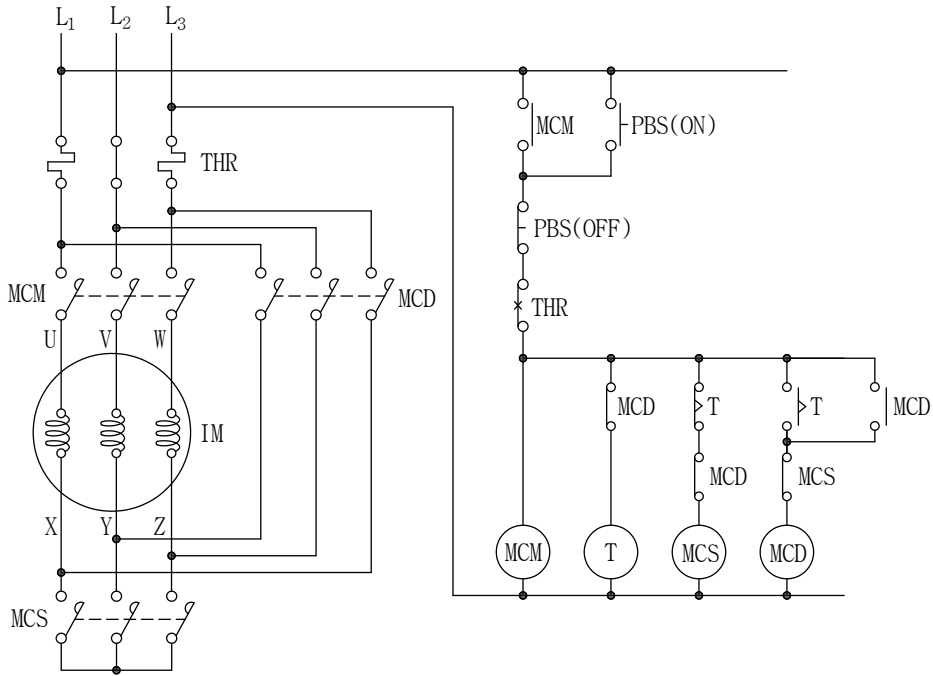 L1 L2 L3
MCM PBS(ON)
THR
PBS(OFF)
MCM MCD THR
U V W
MCD T T MCD
IM
MCD MCS
X Y Z
MCM T MCS MCD
MCS